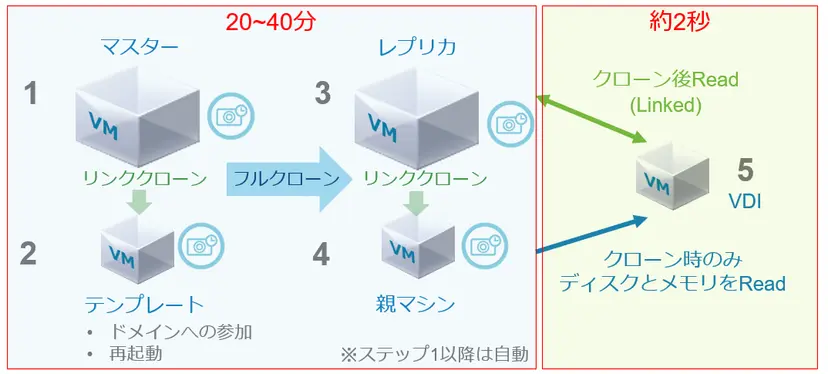 20~40分
約2秒
マスター
レプリカ
1
VM
3
VM
クローン後Read
(Linked)
リンククローン
フルクローン
リンククローン
VM
5
VDI
2
VM
4
VM
テンプレート
親マシン
クローン時のみ
ディスクとメモリをRead
• ドメインへの参加
• 再起動
※ステップ1以降は自動